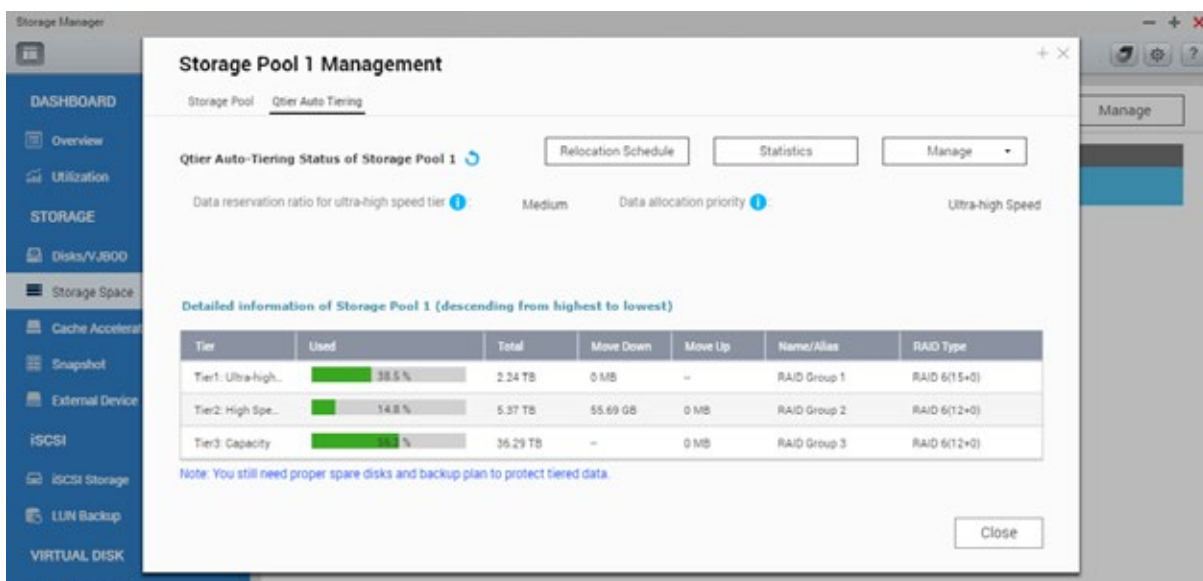 Storage Manager
Storage Pool 1 Management
Storage Pool Qtier Auto Tiering
DASHBOARD
Overview
Utilization
STORAGE
Disks/VJBOD
Storage Space
Cache Accelerat
Snapshot
External Device
iSCSI
iSCSI Storage
LUN Backup
VIRTUAL DISK
Manage
Qtier Auto-Tiering Status of Storage Pool 1 Relocation Schedule Statistics Manage
Data reservation ratio for ultra-high speed tier : Medium Data allocation priority : Ultra-high Speed
Detailed information of Storage Pool 1 (descending from highest to lowest)
Tier Used Total Move Down Move Up Name/Alias RAID Type
Tier1: Ultra-high... 38.5 % 2.24 TB 0 MB -- RAID Group 1 RAID 6(15+0)
Tier2: High Spe... 14.8 % 5.37 TB 55.69 GB 0 MB RAID Group 2 RAID 6(12+0)
Tier3: Capacity % 36.29 TB -- 0 MB RAID Group 3 RAID 6(12+0)
Note: You still need proper spare disks and backup plan to protect tiered data.
Close